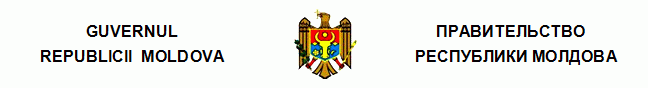 GUVERNUL
REPUBLICII MOLDOVA
ПРАВИТЕЛЬСТВО
РЕСПУБЛИКИ МОЛДОВА